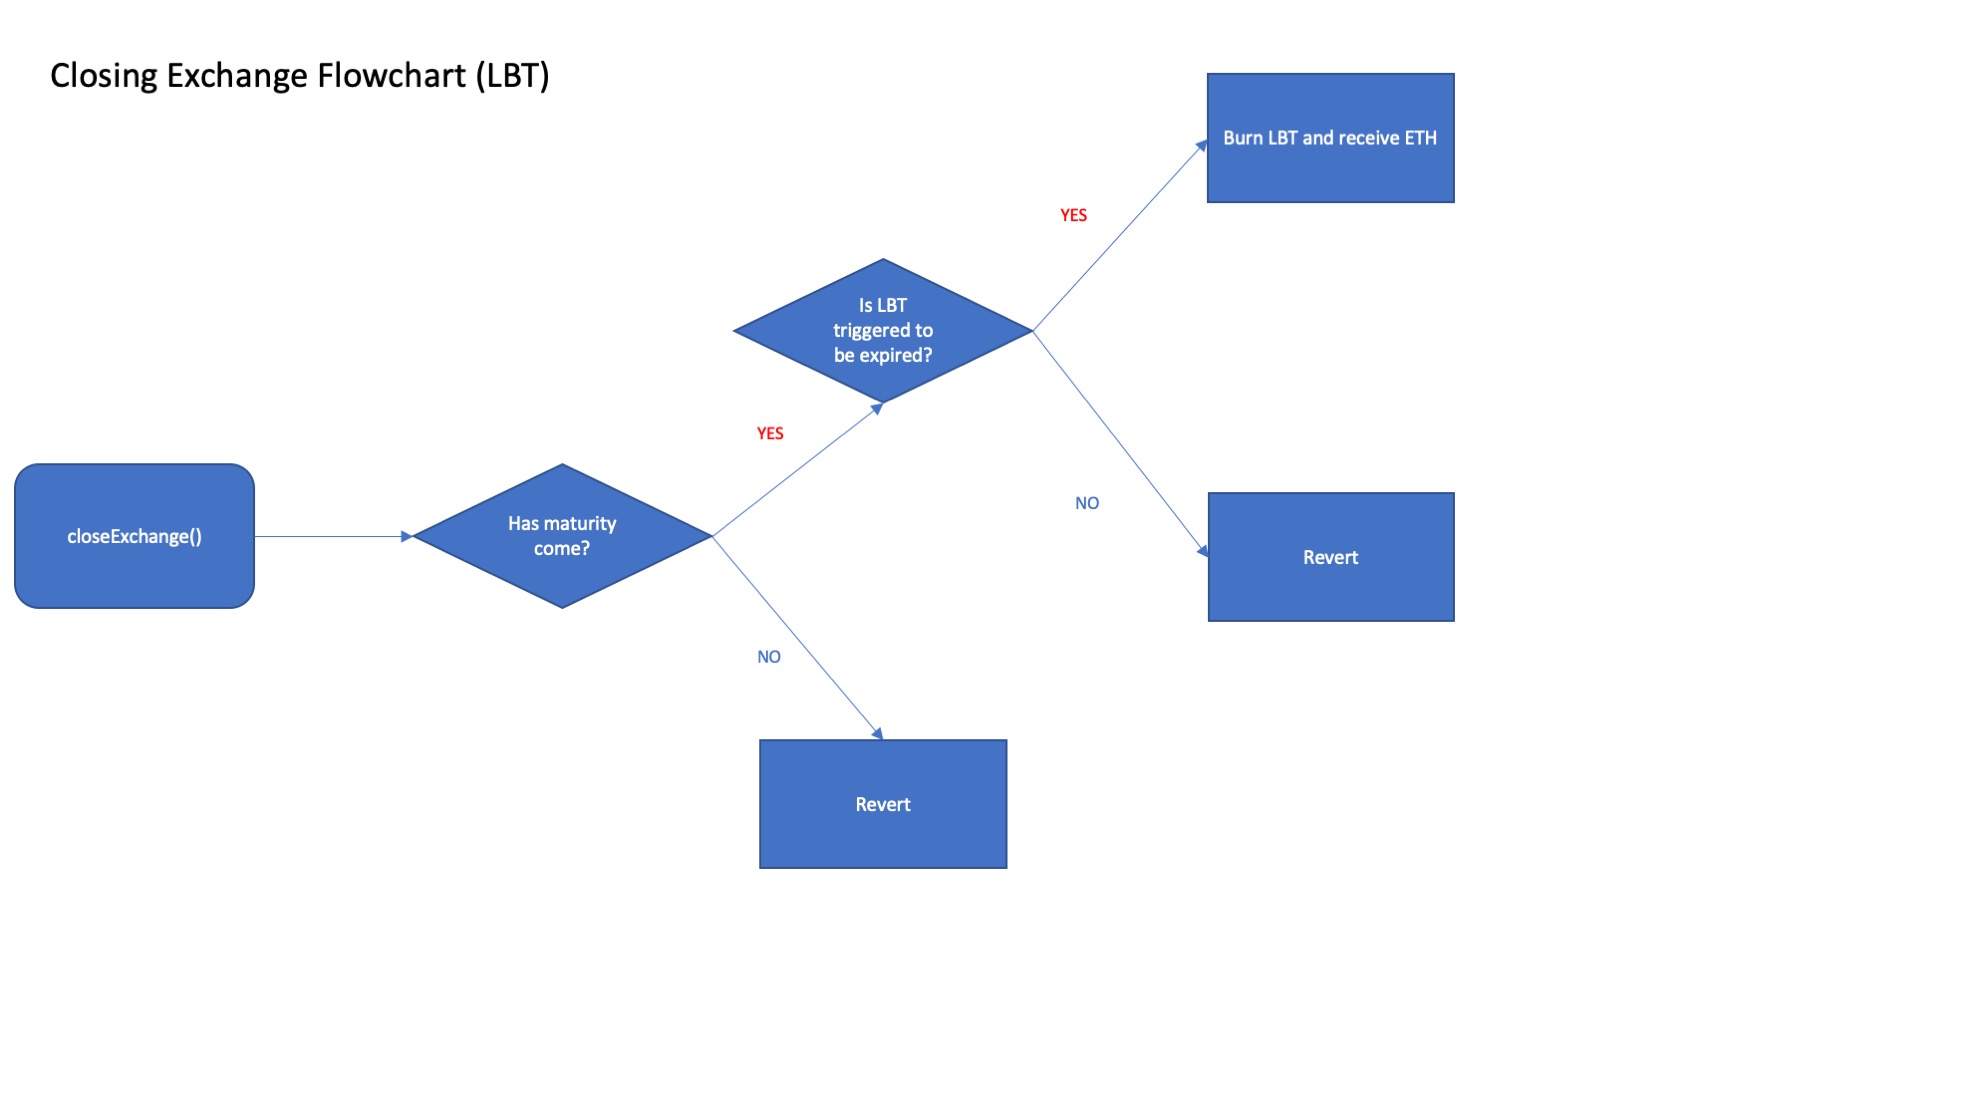 Closing Exchange Flowchart (LBT)
Burn LBT and receive ETH
YES
Is LBT
triggered to
be expired?
YES
NO
closeExchange()
Has maturity
come?
Revert
NO
Revert